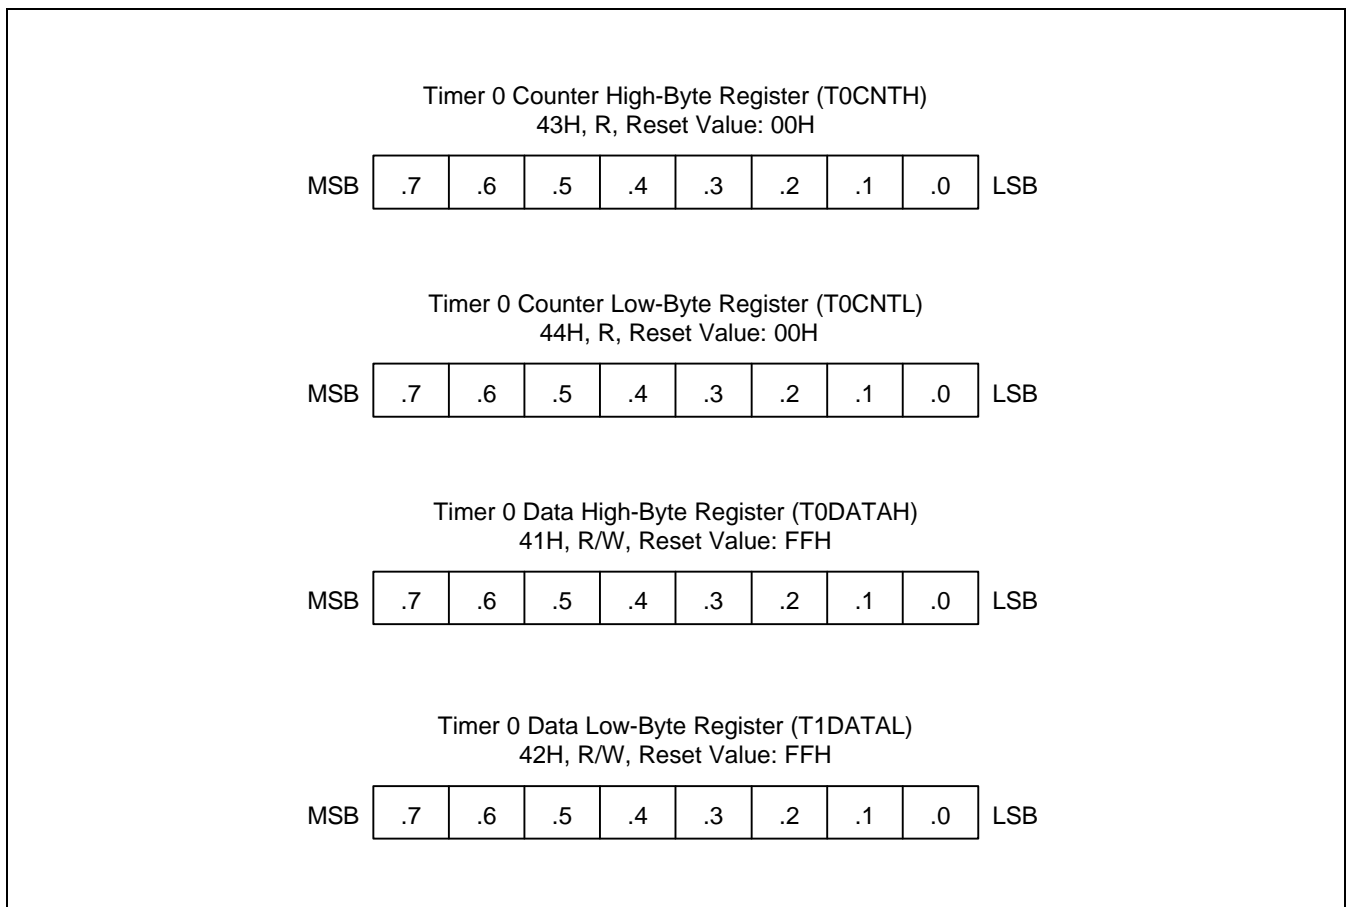 Timer 0 Counter High-Byte Register (T0CNTH)
43H, R, Reset Value: 00H
MSB .7 .6 .5 .4 .3 .2 .1 .0 LSB
Timer 0 Counter Low-Byte Register (T0CNTL)
44H, R, Reset Value: 00H
MSB .7 .6 .5 .4 .3 .2 .1 .0 LSB
Timer 0 Data High-Byte Register (T0DATAH)
41H, R/W, Reset Value: FFH
MSB .7 .6 .5 .4 .3 .2 .1 .0 LSB
Timer 0 Data Low-Byte Register (T1DATAL)
42H, R/W, Reset Value: FFH
MSB .7 .6 .5 .4 .3 .2 .1 .0 LSB